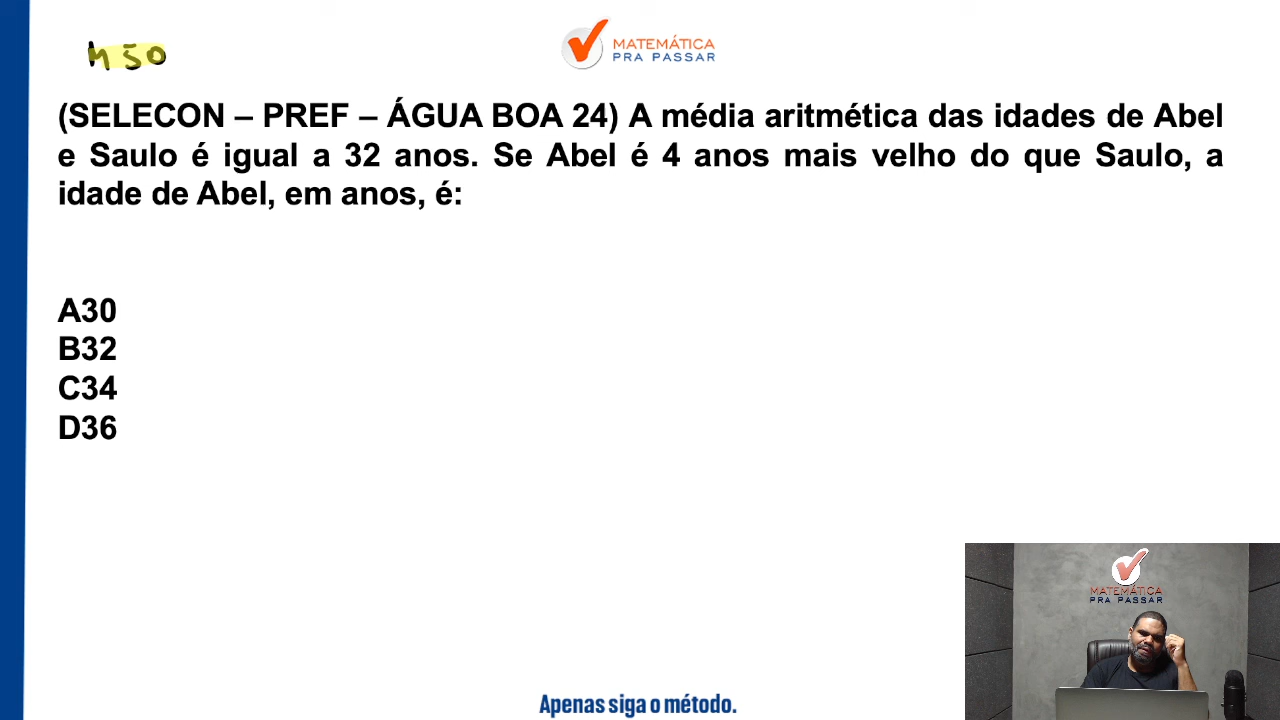 h50
MATEMÁTICA
PRA PASSAR
(SELECON – PREF – ÁGUA BOA 24) A média aritmética das idades de Abel
e Saulo é igual a 32 anos. Se Abel é 4 anos mais velho do que Saulo, a
idade de Abel, em anos, é:
A30
B32
C34
D36
MATEMÁTICA
PRA PASSAR
Apenas siga o método.